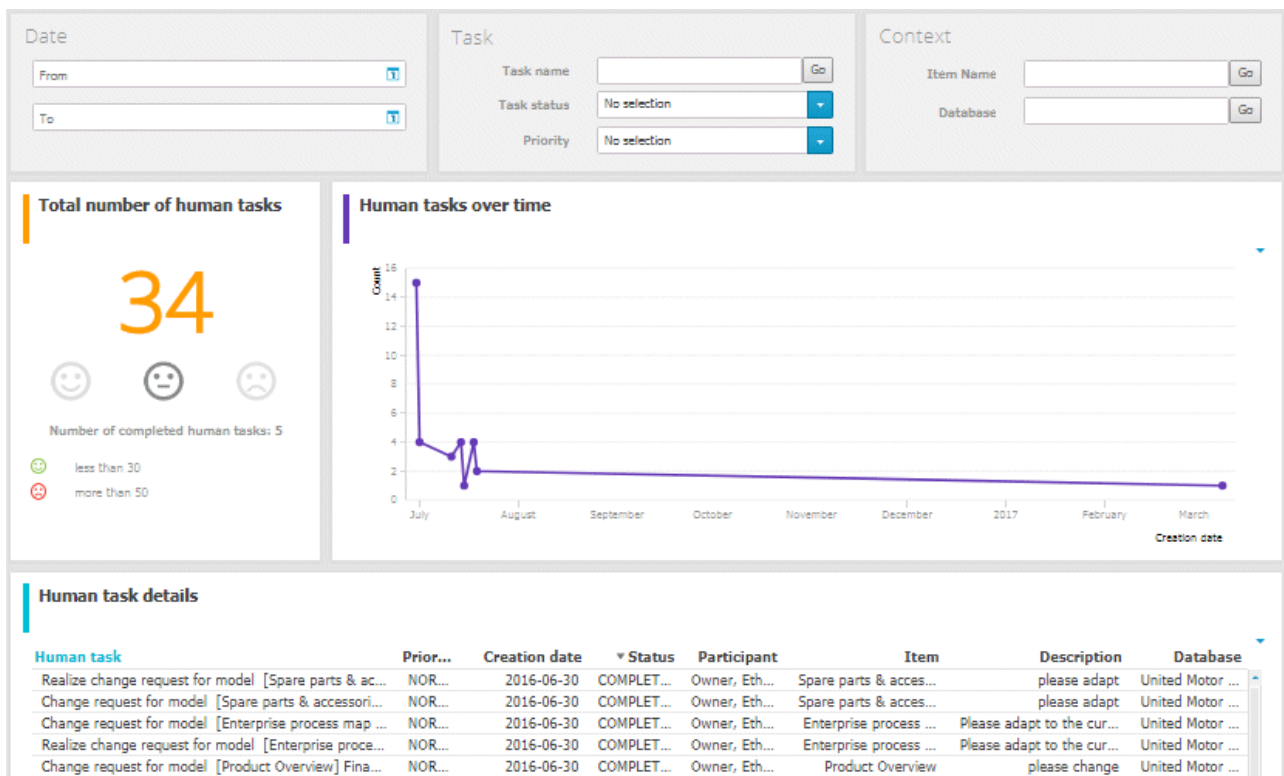 Date
From
To
Task
Task name
Go
Task status
No selection
Priority
No selection
Context
Item Name
Go
Database
Go
Total number of human tasks
34
Number of completed human tasks: 5
less than 30
more than 50
Human tasks over time
Count
16
14
12
10
8
6
4
2
0
July August September October November December 2017 February March
Creation date
Human task details
Human task Prior... Creation date Status Participant Item Description Database
Realize change request for model [Spare parts & ac... NOR... 2016-06-30 COMPLET... Owner, Eth... Spare parts & acces... please adapt United Motor ...
Change request for model [Spare parts & accessori... NOR... 2016-06-30 COMPLET... Owner, Eth... Spare parts & acces... please adapt United Motor ...
Change request for model [Enterprise process map ... NOR... 2016-06-30 COMPLET... Owner, Eth... Enterprise process ... Please adapt to the cur... United Motor ...
Realize change request for model [Enterprise proce... NOR... 2016-06-30 COMPLET... Owner, Eth... Enterprise process ... Please adapt to the cur... United Motor ...
Change request for model [Product Overview] Fina... NOR... 2016-06-30 COMPLET... Owner, Eth... Product Overview please change United Motor ...